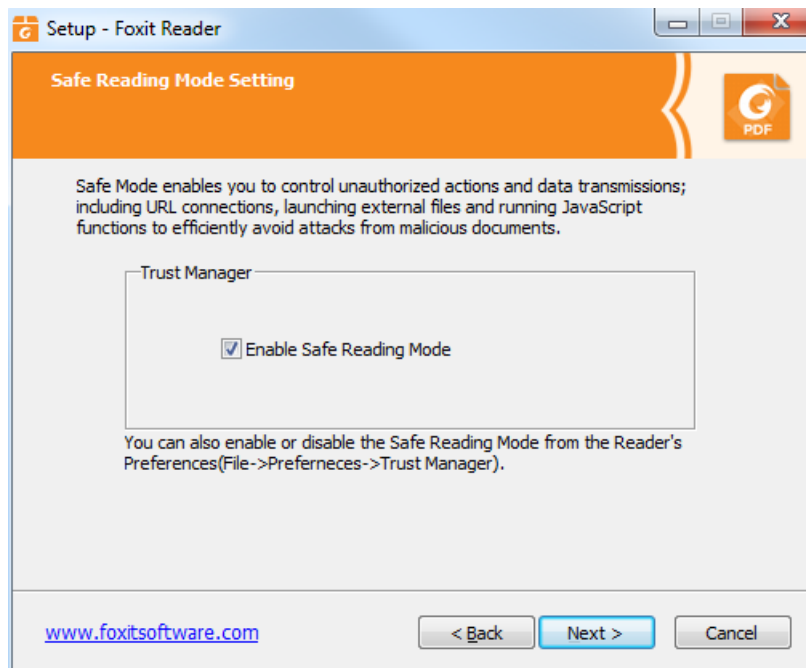 Setup - Foxit Reader
Safe Reading Mode Setting
PDF
Safe Mode enables you to control unauthorized actions and data transmissions;
including URL connections, launching external files and running JavaScript
functions to efficiently avoid attacks from malicious documents.
Trust Manager
Enable Safe Reading Mode
You can also enable or disable the Safe Reading Mode from the Reader's
Preferences(File->Preferneces->Trust Manager).
www.foxitsoftware.com
< Back
Next >
Cancel